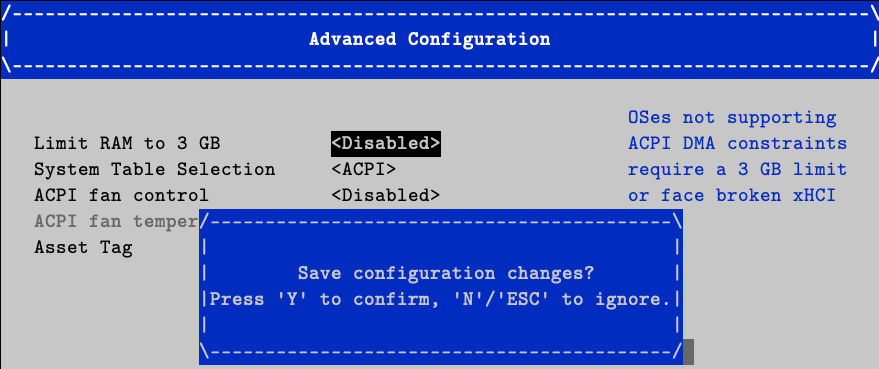 Advanced Configuration
OSes not supporting
Limit RAM to 3 GB <Disabled> ACPI DMA constraints
System Table Selection <ACPI> require a 3 GB limit
ACPI fan control <Disabled> or face broken xHCI
ACPI fan temper
Asset Tag
Save configuration changes?
Press 'Y' to confirm, 'N'/'ESC' to ignore.